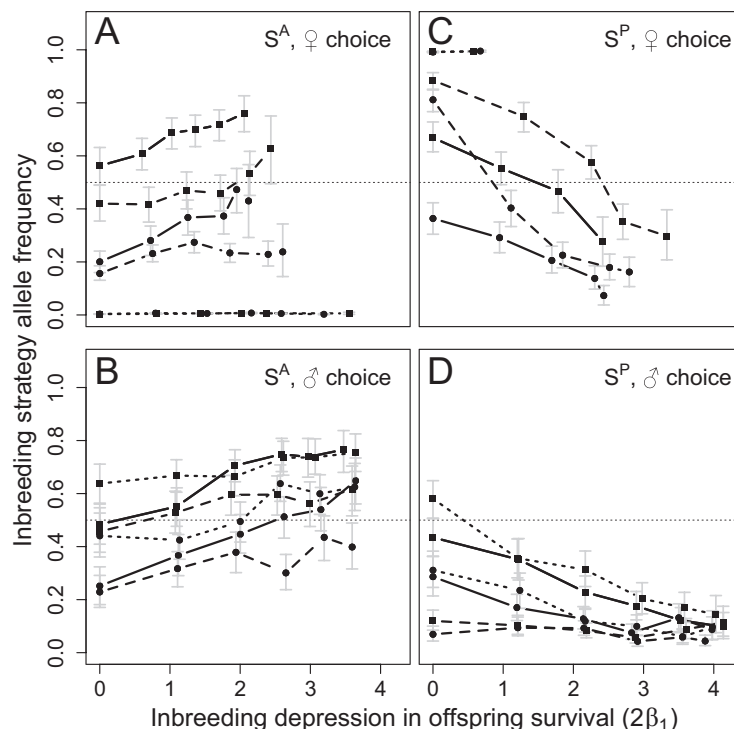 A
S^A, ♀ choice
C
S^P, ♀ choice
1.0
0.8
0.6
0.4
0.2
0.0
B
S^A, ♂ choice
D
S^P, ♂ choice
1.0
0.8
0.6
0.4
0.2
0.0
Inbreeding strategy allele frequency
0 1 2 3 4
0 1 2 3 4
Inbreeding depression in offspring survival (2β₁)